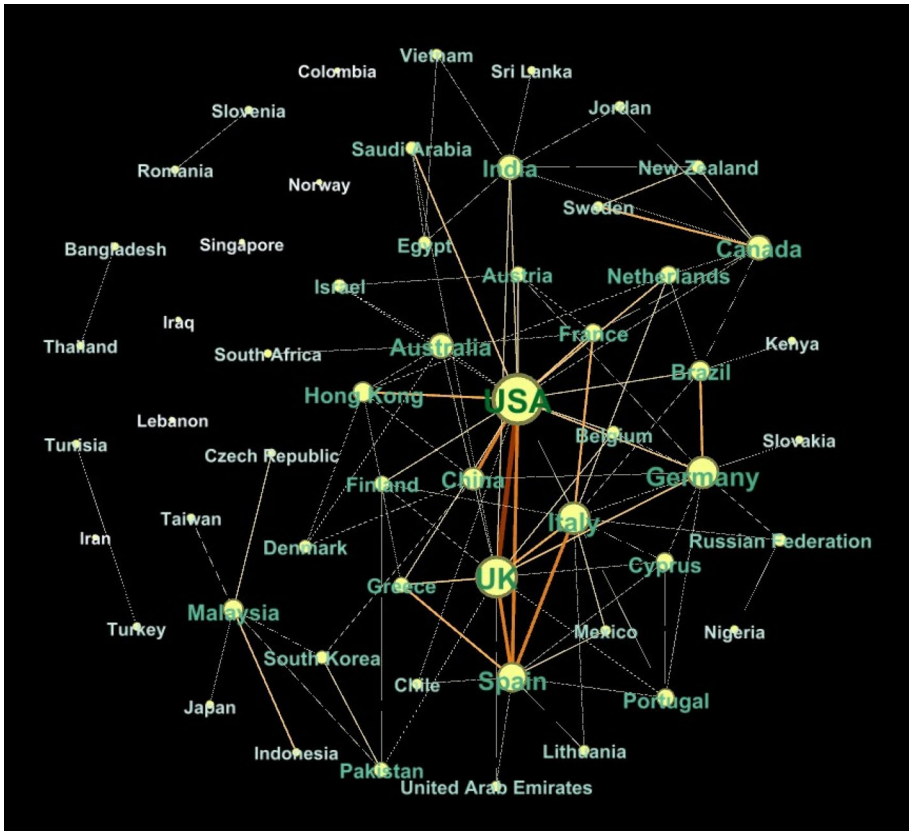 Vietnam
Colombia
Sri Lanka
Slovenia
Jordan
Saudi Arabia
India
New Zealand
Romania
Norway
Sweden
Bangladesh
Singapore
Egypt
Canada
Israel
Austria
Netherlands
Iraq
France
Thailand
South Africa
Australia
Kenya
Brazil
Hong Kong
USA
Lebanon
Tunisia
Belgium
Slovakia
Czech Republic
Finland
China
Germany
Taiwan
Italy
Iran
Denmark
Russian Federation
Greece
UK
Cyprus
Malaysia
Turkey
Mexico
Nigeria
South Korea
Chile
Spain
Japan
Portugal
Indonesia
Lithuania
Pakistan
United Arab Emirates